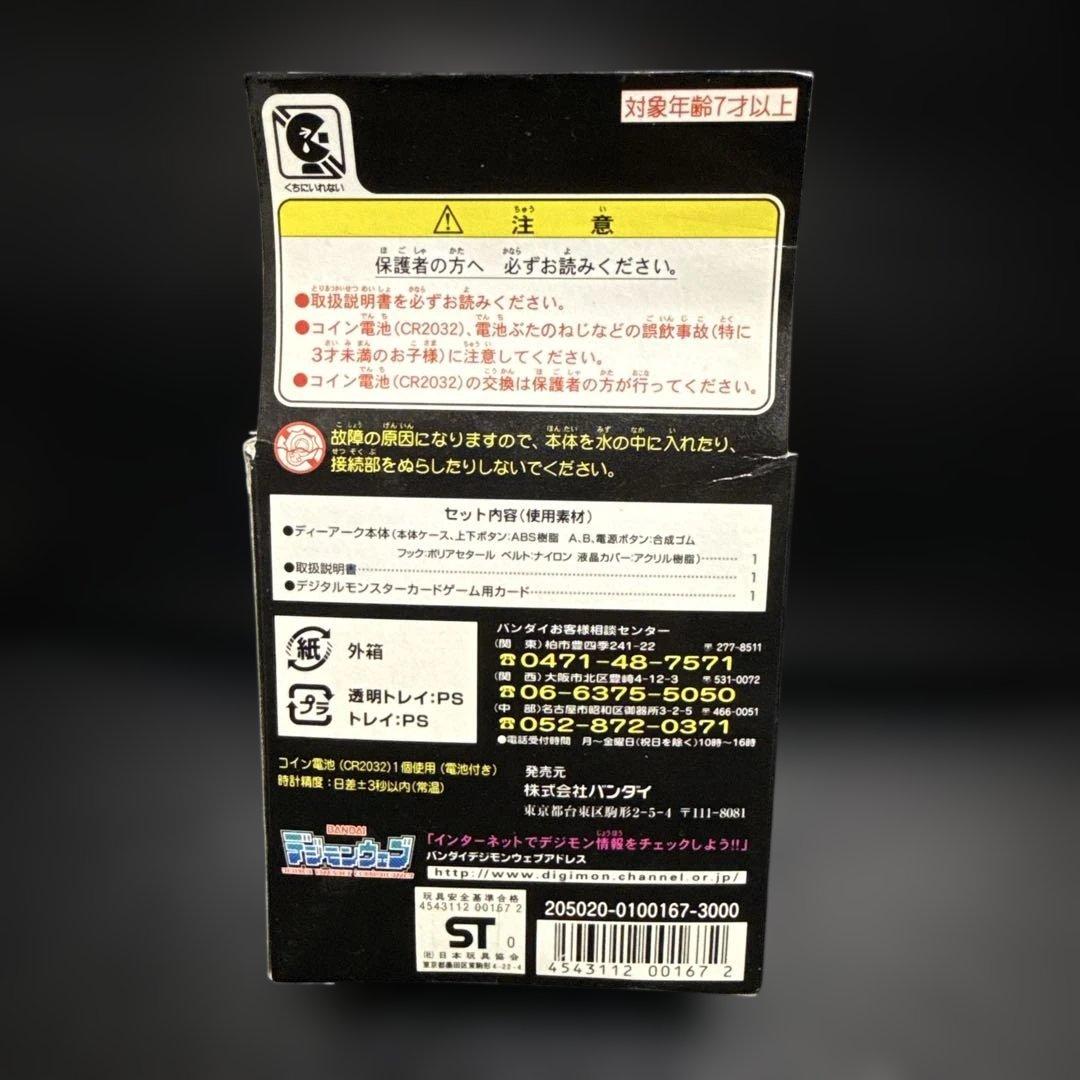 対象年齢7才以上
くちにいれない
注意
保護者の方へ 必ずお読みください。
●取扱説明書を必ずお読みください。
●コイン電池(CR2032)、電池ぶたのねじなどの誤飲事故(特に
3才未満のお子様)に注意してください。
●コイン電池(CR2032)の交換は保護者の方が行ってください。
故障の原因になりますので、本体を水の中に入れたり、
接続部をぬらしたりしないでください。
セット内容(使用素材)
●ディーアーク本体(本体ケース、上下ボタン:ABS樹脂 A、B、電源ボタン:合成ゴム
フック:ポリアセタール ベルト:ナイロン 液晶カバー:アクリル樹脂)┄┄ 1
●取扱説明書┄┄ 1
●デジタルモンスターカードゲーム用カード┄┄ 1
紙 外箱
プラ 透明トレイ:PS
トレイ:PS
バンダイお客様相談センター
(関 東)柏市豊四季241-22 〒277-8511
☎0471-48-7571
(関 西)大阪市北区豊崎4-12-3 〒531-0072
☎06-6375-5050
(中 部)名古屋市昭和区御器所3-2-5 〒466-0051
☎052-872-0371
●電話受付時間 月〜金曜日(祝日を除く)10時〜16時
コイン電池(CR2032)1個使用(電池付き)
時計精度:日差±3秒以内(常温)
発売元
株式会社バンダイ
東京都台東区駒形2-5-4 〒111-8081
BANDAI
デジモンウェブ
「インターネットでデジモン情報をチェックしよう!!」
バンダイデジモンウェブアドレス
http://www.digimon.channel.or.jp/
玩具安全基準合格
4543112 00167 2
ST 0
(社)日本玩具協会
東京都墨田区東駒形4-22-4
205020-0100167-3000
4543112 00167 2